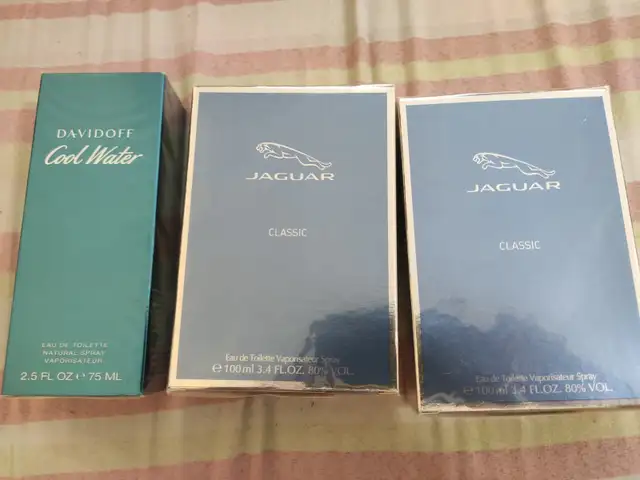 DAVIDOFF
Cool Water
EAU DE TOILETTE
NATURAL SPRAY
VAPORISATEUR
2.5 FL OZ ℮ 75 ML
JAGUAR
CLASSIC
Eau de Toilette Vaporisateur Spray
℮ 100 ml 3.4 FL.OZ. 80% VOL.
JAGUAR
CLASSIC
Eau de Toilette Vaporisateur Spray
℮ 100 ml 3.4 FL.OZ. 80% VOL.